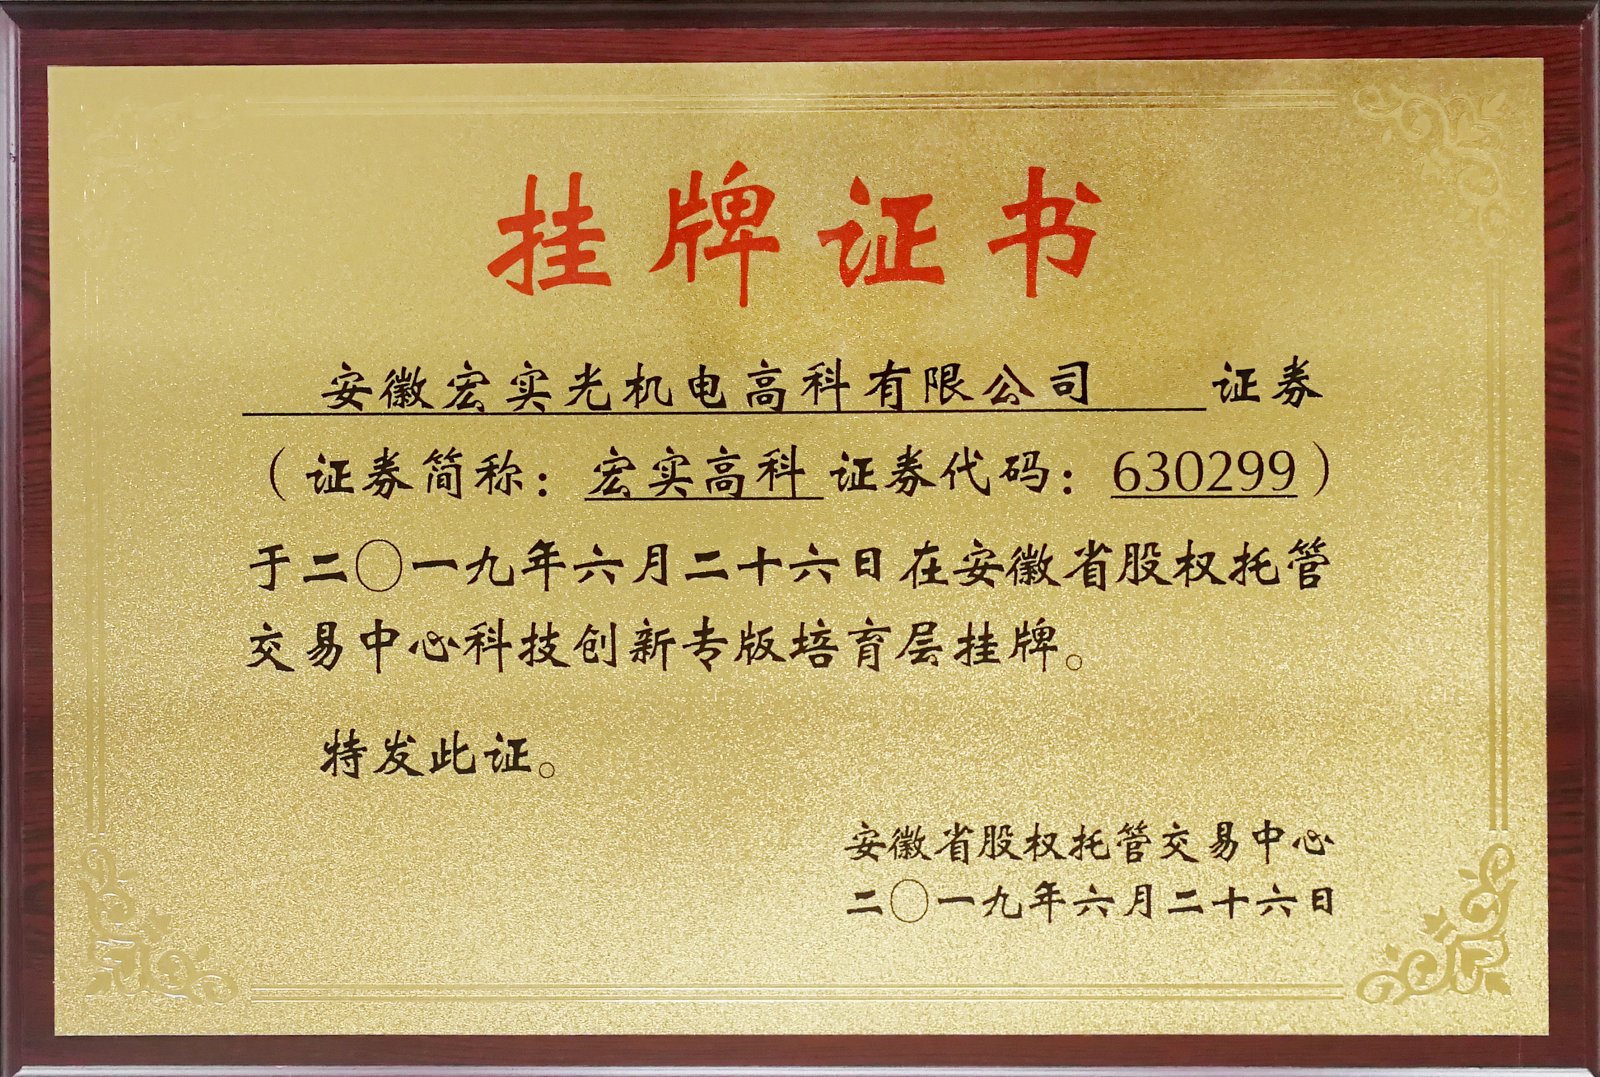 挂牌证书
安徽宏实光机电高科有限公司 证券
（证券简称：宏实高科 证券代码：630299）
于二〇一九年六月二十六日在安徽省股权托管
交易中心科技创新专版培育层挂牌。
特发此证。
安徽省股权托管交易中心
二〇一九年六月二十六日